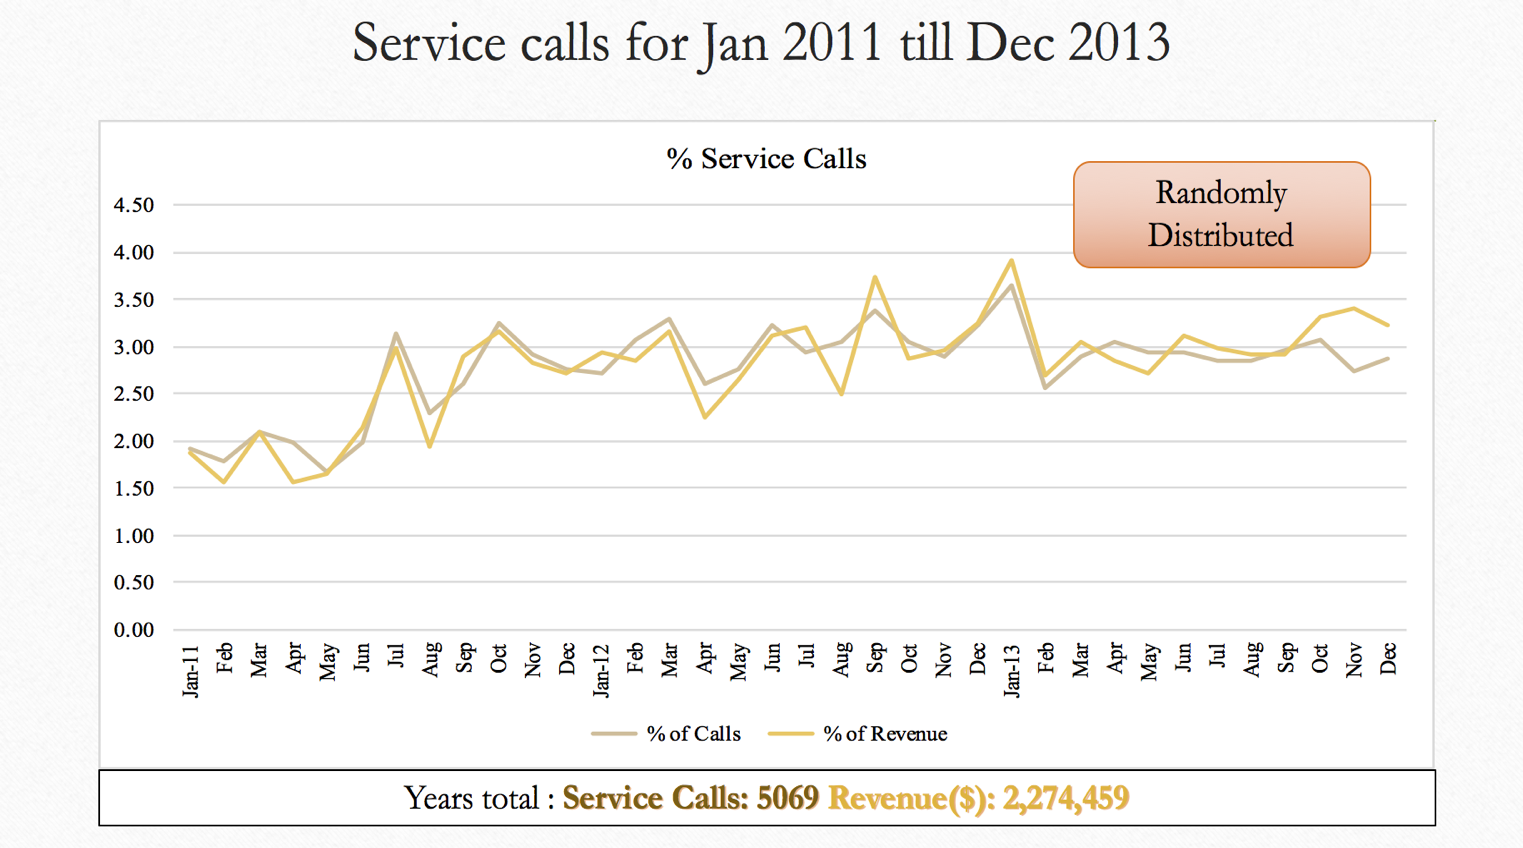 Service calls for Jan 2011 till Dec 2013
% Service Calls
Randomly
Distributed
4.50
4.00
3.50
3.00
2.50
2.00
1.50
1.00
0.50
0.00
Jan-11
Feb
Mar
Apr
May
Jun
Jul
Aug
Sep
Oct
Nov
Dec
Jan-12
Feb
Mar
Apr
May
Jun
Jul
Aug
Sep
Oct
Nov
Dec
Jan-13
Feb
Mar
Apr
May
Jun
Jul
Aug
Sep
Oct
Nov
Dec
% of Calls
% of Revenue
Years total : Service Calls: 5069 Revenue($): 2,274,459